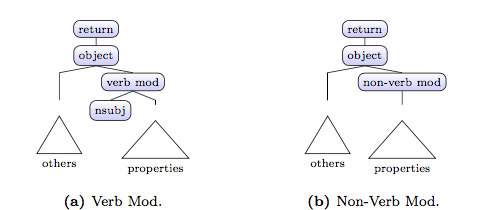 return
object
verb mod
nsubj
others
properties
(a) Verb Mod.
return
object
non-verb mod
others
properties
(b) Non-Verb Mod.